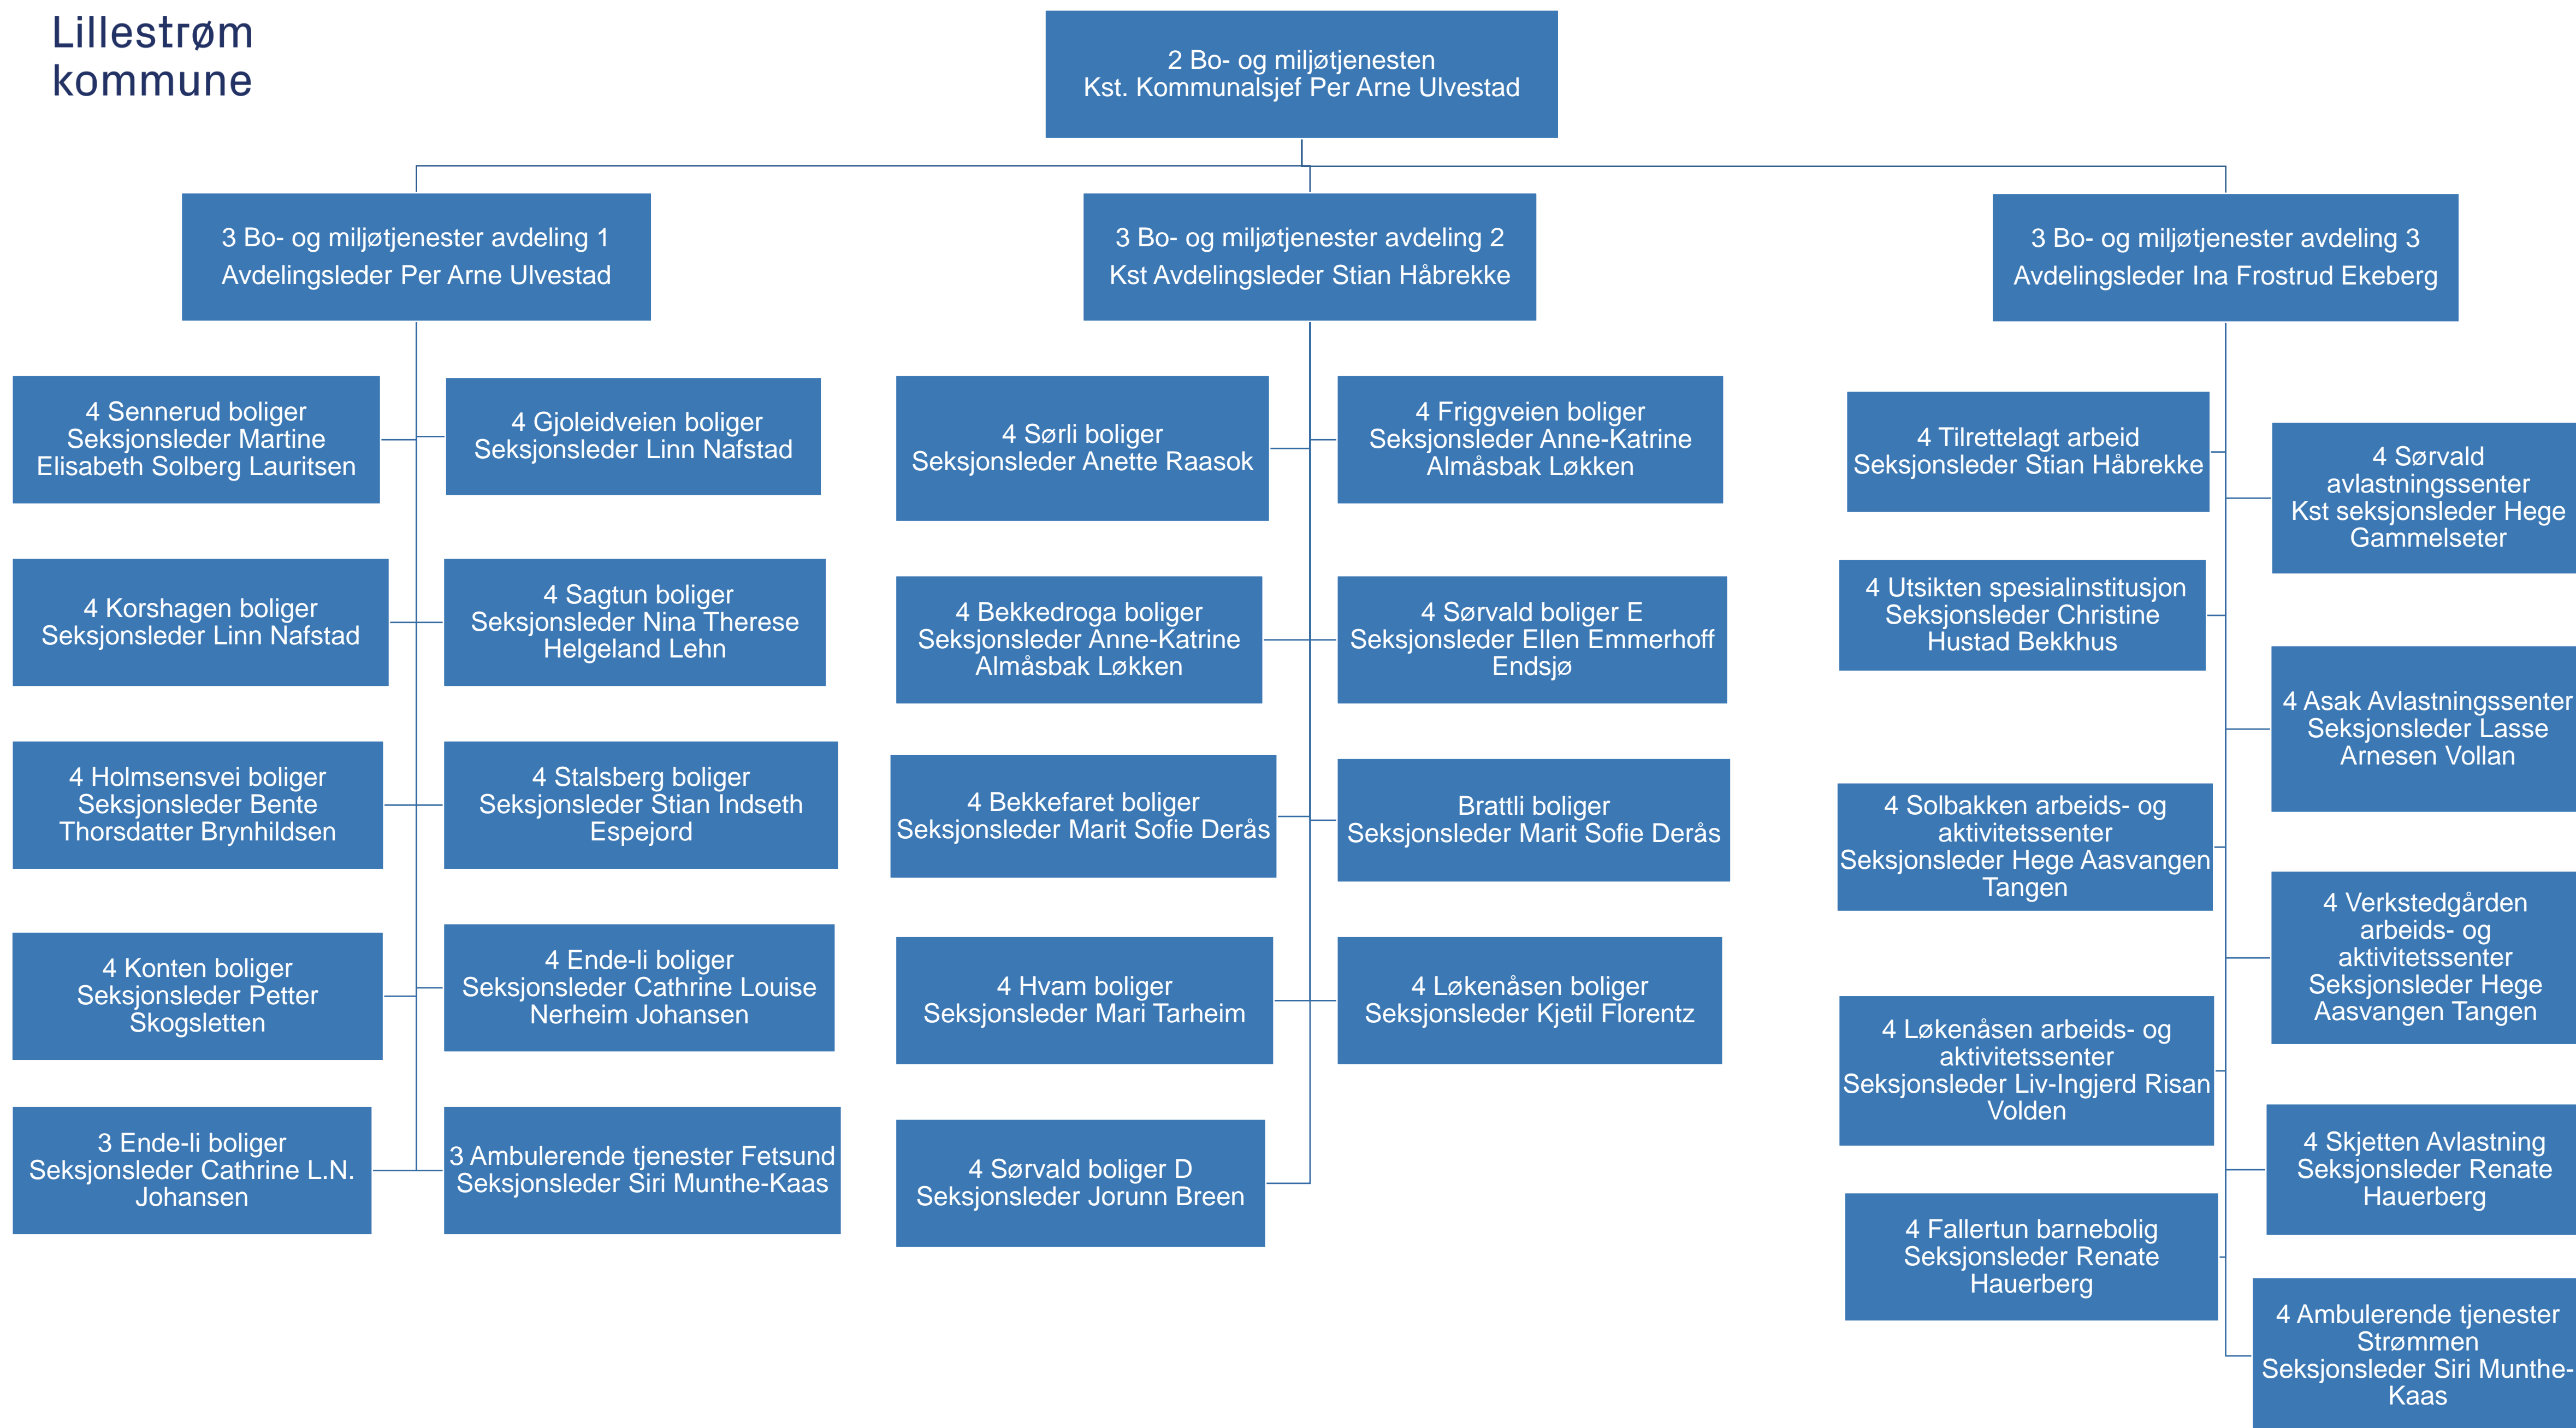 Lillestrøm
kommune
2 Bo- og miljøtjenesten
Kst. Kommunalsjef Per Arne Ulvestad
3 Bo- og miljøtjenester avdeling 1
Avdelingsleder Per Arne Ulvestad
3 Bo- og miljøtjenester avdeling 2
Kst Avdelingsleder Stian Håbrekke
3 Bo- og miljøtjenester avdeling 3
Avdelingsleder Ina Frostrud Ekeberg
4 Sennerud boliger
Seksjonsleder Martine
Elisabeth Solberg Lauritsen
4 Gjoleidveien boliger
Seksjonsleder Linn Nafstad
4 Korshagen boliger
Seksjonsleder Linn Nafstad
4 Sagtun boliger
Seksjonsleder Nina Therese
Helgeland Lehn
4 Holmsensvei boliger
Seksjonsleder Bente
Thorsdatter Brynhildsen
4 Stalsberg boliger
Seksjonsleder Stian Indseth
Espejord
4 Konten boliger
Seksjonsleder Petter
Skogsletten
4 Ende-li boliger
Seksjonsleder Cathrine Louise
Nerheim Johansen
3 Ende-li boliger
Seksjonsleder Cathrine L.N.
Johansen
3 Ambulerende tjenester Fetsund
Seksjonsleder Siri Munthe-Kaas
4 Sørli boliger
Seksjonsleder Anette Raasok
4 Friggveien boliger
Seksjonsleder Anne-Katrine
Almåsbak Løkken
4 Bekkedroga boliger
Seksjonsleder Anne-Katrine
Almåsbak Løkken
4 Sørvald boliger E
Seksjonsleder Ellen Emmerhoff
Endsjø
4 Bekkefaret boliger
Seksjonsleder Marit Sofie Derås
Brattli boliger
Seksjonsleder Marit Sofie Derås
4 Hvam boliger
Seksjonsleder Mari Tarheim
4 Løkenåsen boliger
Seksjonsleder Kjetil Florentz
4 Sørvald boliger D
Seksjonsleder Jorunn Breen
4 Tilrettelagt arbeid
Seksjonsleder Stian Håbrekke
4 Sørvald
avlastningssenter
Kst seksjonsleder Hege
Gammelseter
4 Utsikten spesialinstitusjon
Seksjonsleder Christine
Hustad Bekkhus
4 Asak Avlastningssenter
Seksjonsleder Lasse
Arnesen Vollan
4 Solbakken arbeids- og
aktivitetssenter
Seksjonsleder Hege Aasvangen
Tangen
4 Verkstedgården
arbeids- og
aktivitetssenter
Seksjonsleder Hege
Aasvangen Tangen
4 Løkenåsen arbeids- og
aktivitetssenter
Seksjonsleder Liv-Ingjerd Risan
Volden
4 Skjetten Avlastning
Seksjonsleder Renate
Hauerberg
4 Fallertun barnebolig
Seksjonsleder Renate
Hauerberg
4 Ambulerende tjenester
Strømmen
Seksjonsleder Siri Munthe-
Kaas